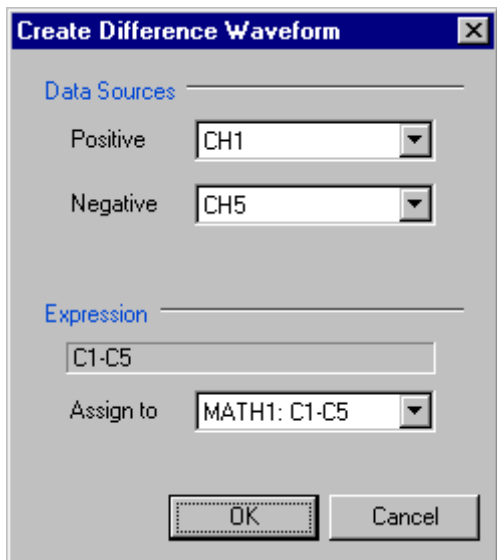 Create Difference Waveform
Data Sources
Positive CH1
Negative CH5
Expression
C1-C5
Assign to MATH1: C1-C5
OK Cancel